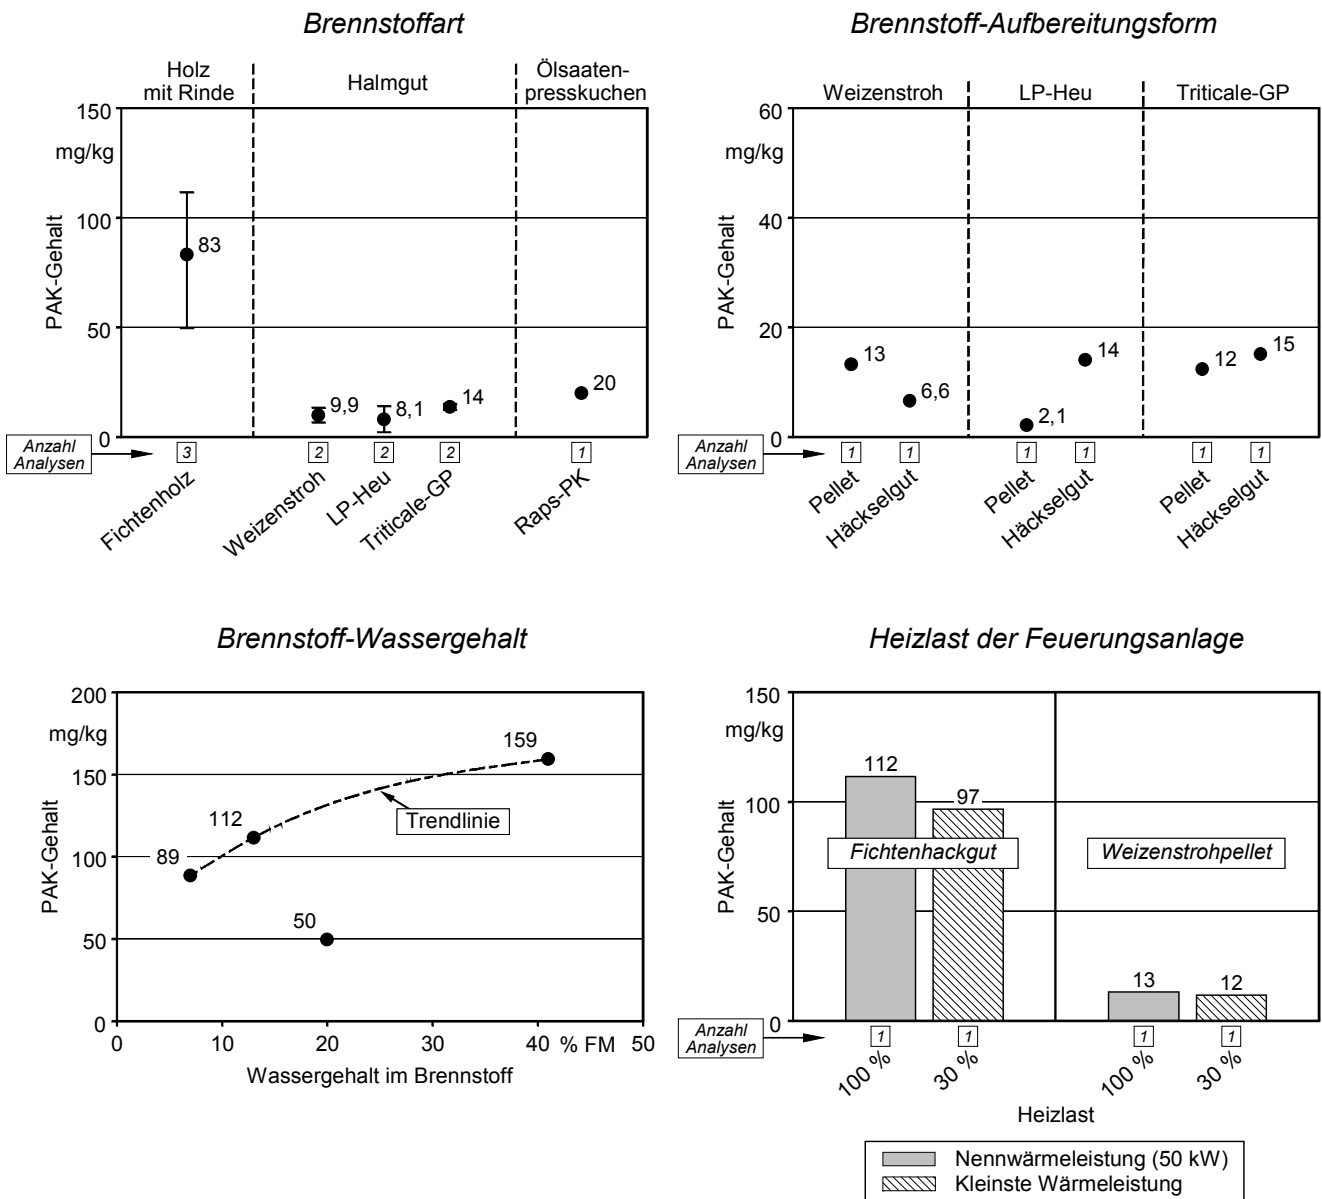 Brennstoffart
Holz
mit Rinde
Halmgut
Ölsaaten-
presskuchen
150
mg/kg
100
50
0
PAK-Gehalt
83
9,9
8,1
14
20
Anzahl
Analysen
3
2
2
2
1
Fichtenholz
Weizenstroh
LP-Heu
Triticale-GP
Raps-PK
Brennstoff-Aufbereitungsform
Weizenstroh
LP-Heu
Triticale-GP
60
mg/kg
40
20
0
PAK-Gehalt
13
6,6
2,1
14
12
15
Anzahl
Analysen
1
1
1
1
1
1
Pellet
Häckselgut
Pellet
Häckselgut
Pellet
Häckselgut
Brennstoff-Wassergehalt
200
mg/kg
150
100
50
0
PAK-Gehalt
89
112
159
50
Trendlinie
0
10
20
30
40
% FM
50
Wassergehalt im Brennstoff
Heizlast der Feuerungsanlage
150
mg/kg
100
50
0
PAK-Gehalt
112
97
Fichtenhackgut
Weizenstrohpellet
13
12
Anzahl
Analysen
1
1
1
1
100 %
30 %
100 %
30 %
Heizlast
Nennwärmeleistung (50 kW)
Kleinste Wärmeleistung